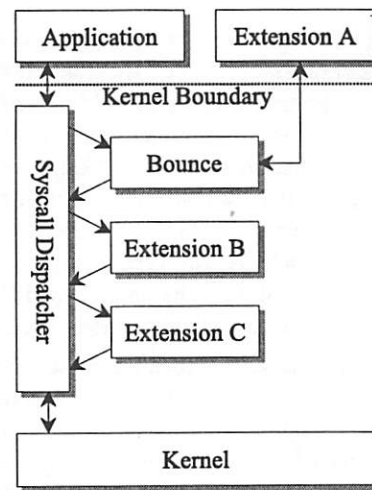 Application
Extension A
Kernel Boundary
Syscall Dispatcher
Bounce
Extension B
Extension C
Kernel